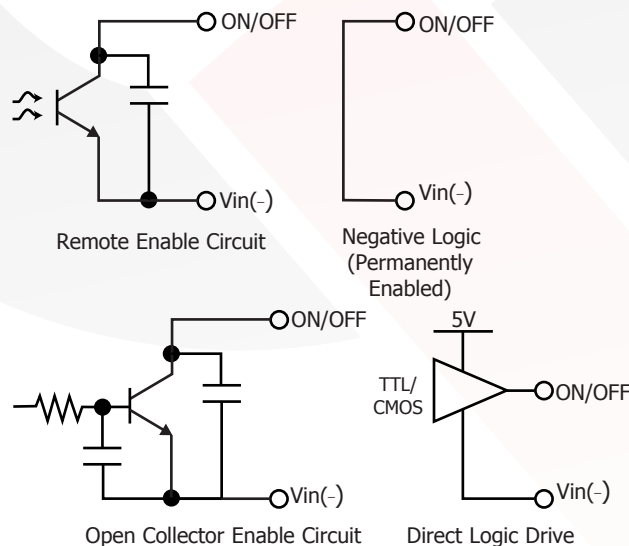 ON/OFF
Vin(–)
Remote Enable Circuit
ON/OFF
Vin(–)
Negative Logic
(Permanently
Enabled)
ON/OFF
Vin(–)
Open Collector Enable Circuit
5V
TTL/
CMOS
ON/OFF
Vin(–)
Direct Logic Drive